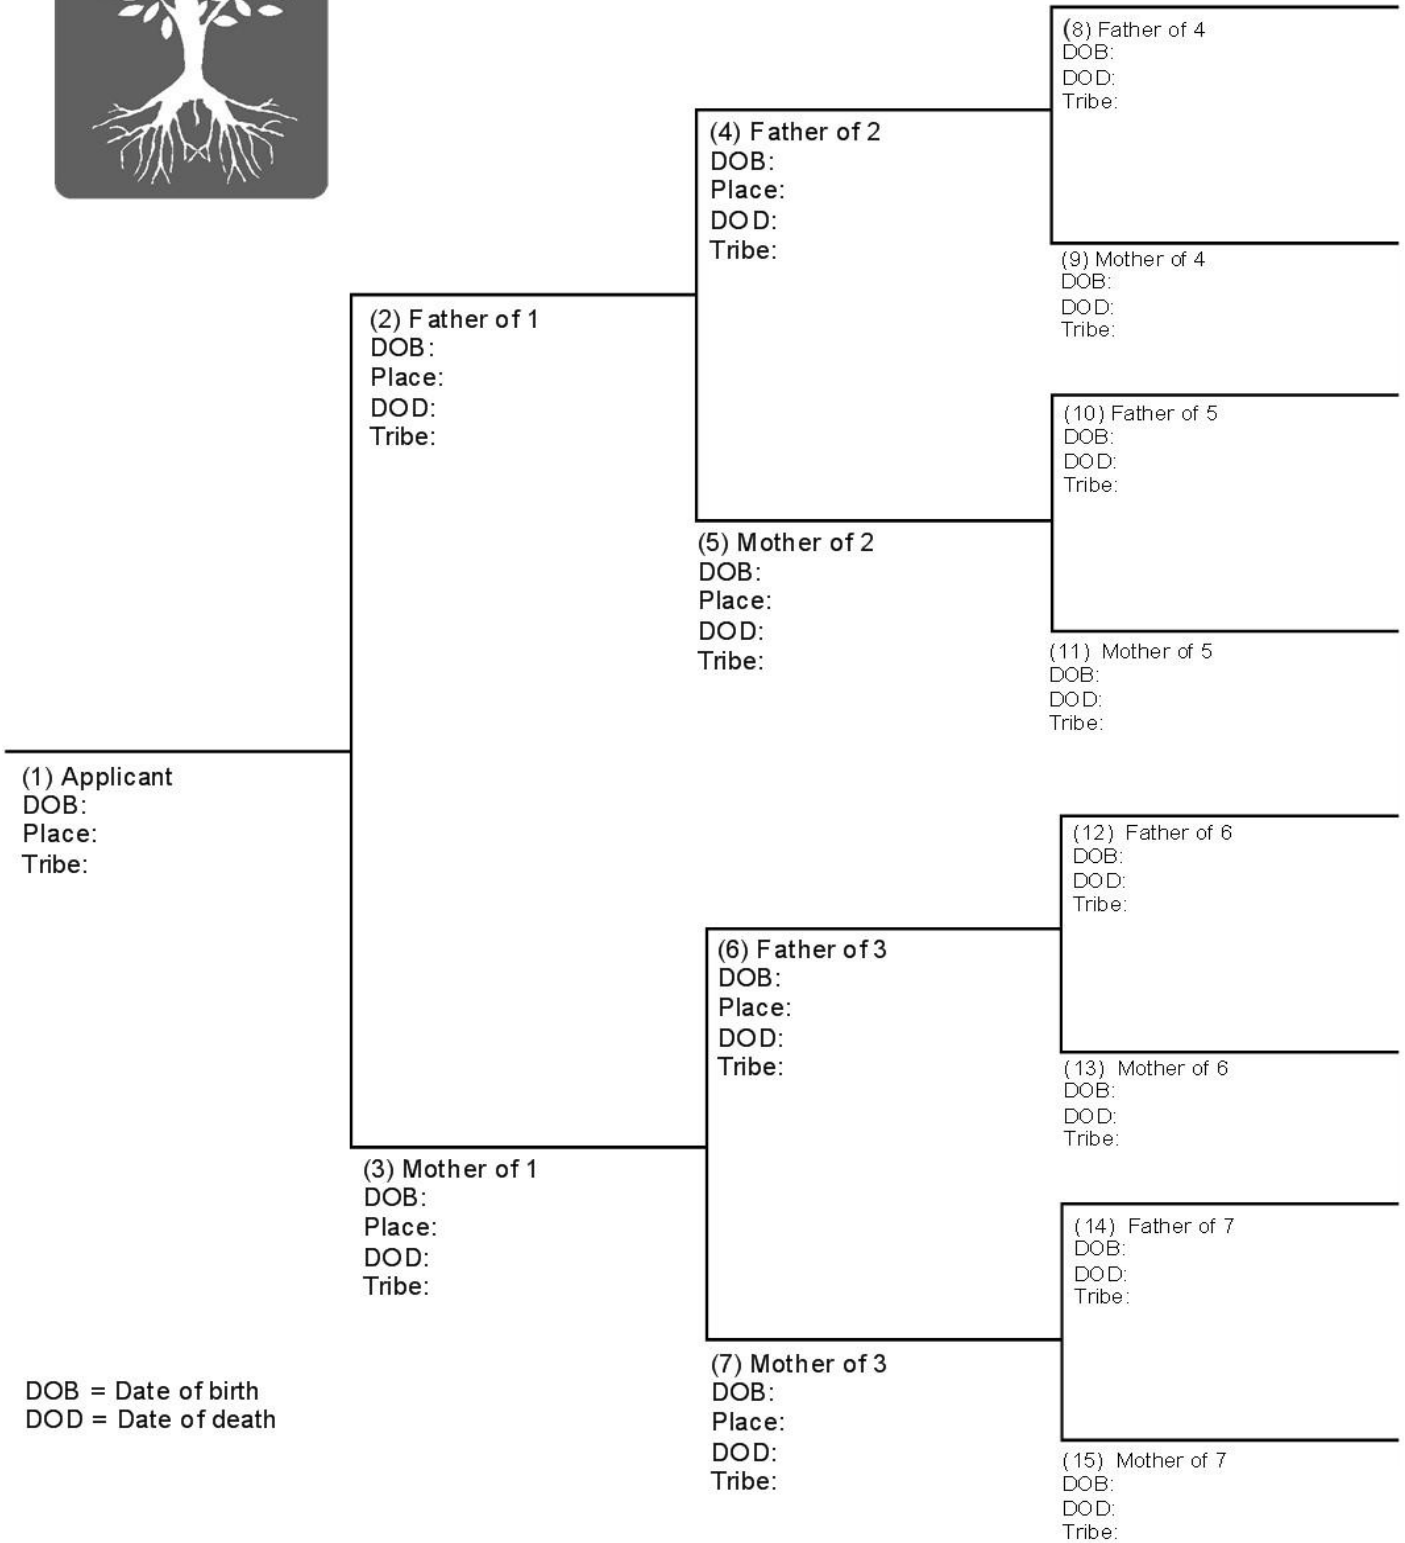 (8) Father of 4
DOB:
DOD:
Tribe:
(4) Father of 2
DOB:
Place:
DOD:
Tribe:
(9) Mother of 4
DOB:
DOD:
Tribe:
(2) Father of 1
DOB:
Place:
DOD:
Tribe:
(10) Father of 5
DOB:
DOD:
Tribe:
(5) Mother of 2
DOB:
Place:
DOD:
Tribe:
(11) Mother of 5
DOB:
DOD:
Tribe:
(1) Applicant
DOB:
Place:
Tribe:
(12) Father of 6
DOB:
DOD:
Tribe:
(6) Father of 3
DOB:
Place:
DOD:
Tribe:
(13) Mother of 6
DOB:
DOD:
Tribe:
(3) Mother of 1
DOB:
Place:
DOD:
Tribe:
(14) Father of 7
DOB:
DOD:
Tribe:
(7) Mother of 3
DOB:
Place:
DOD:
Tribe:
(15) Mother of 7
DOB:
DOD:
Tribe:
DOB = Date of birth
DOD = Date of death